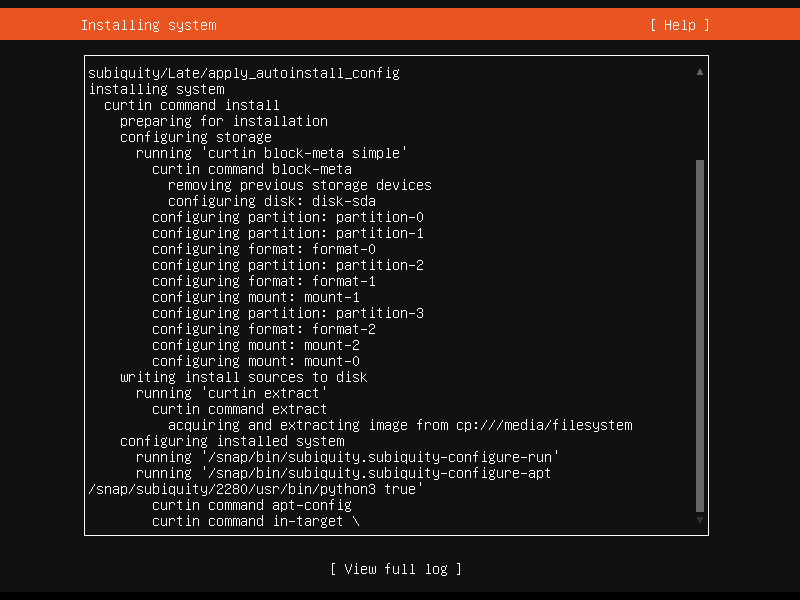 Installing system [ Help ]
subiquity/Late/apply_autoinstall_config
installing system
curtin command install
preparing for installation
configuring storage
running 'curtin block-meta simple'
curtin command block-meta
removing previous storage devices
configuring disk: disk-sda
configuring partition: partition-0
configuring partition: partition-1
configuring format: format-0
configuring partition: partition-2
configuring format: format-1
configuring mount: mount-1
configuring partition: partition-3
configuring format: format-2
configuring mount: mount-2
configuring mount: mount-0
writing install sources to disk
running 'curtin extract'
curtin command extract
acquiring and extracting image from cp:///media/filesystem
configuring installed system
running '/snap/bin/subiquity.subiquity-configure-run'
running '/snap/bin/subiquity.subiquity-configure-apt
/snap/subiquity/2280/usr/bin/python3 true'
curtin command apt-config
curtin command in-target \
[ View full log ]